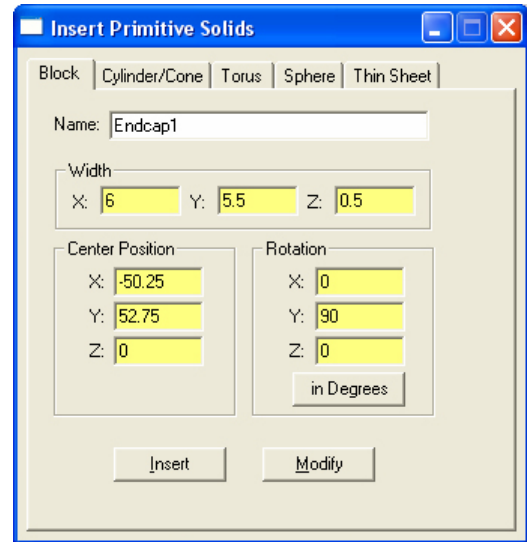 Insert Primitive Solids
Block Cylinder/Cone Torus Sphere Thin Sheet
Name: Endcap1
Width
X: 6 Y: 5.5 Z: 0.5
Center Position
X: -50.25
Y: 52.75
Z: 0
Rotation
X: 0
Y: 90
Z: 0
in Degrees
Insert Modify